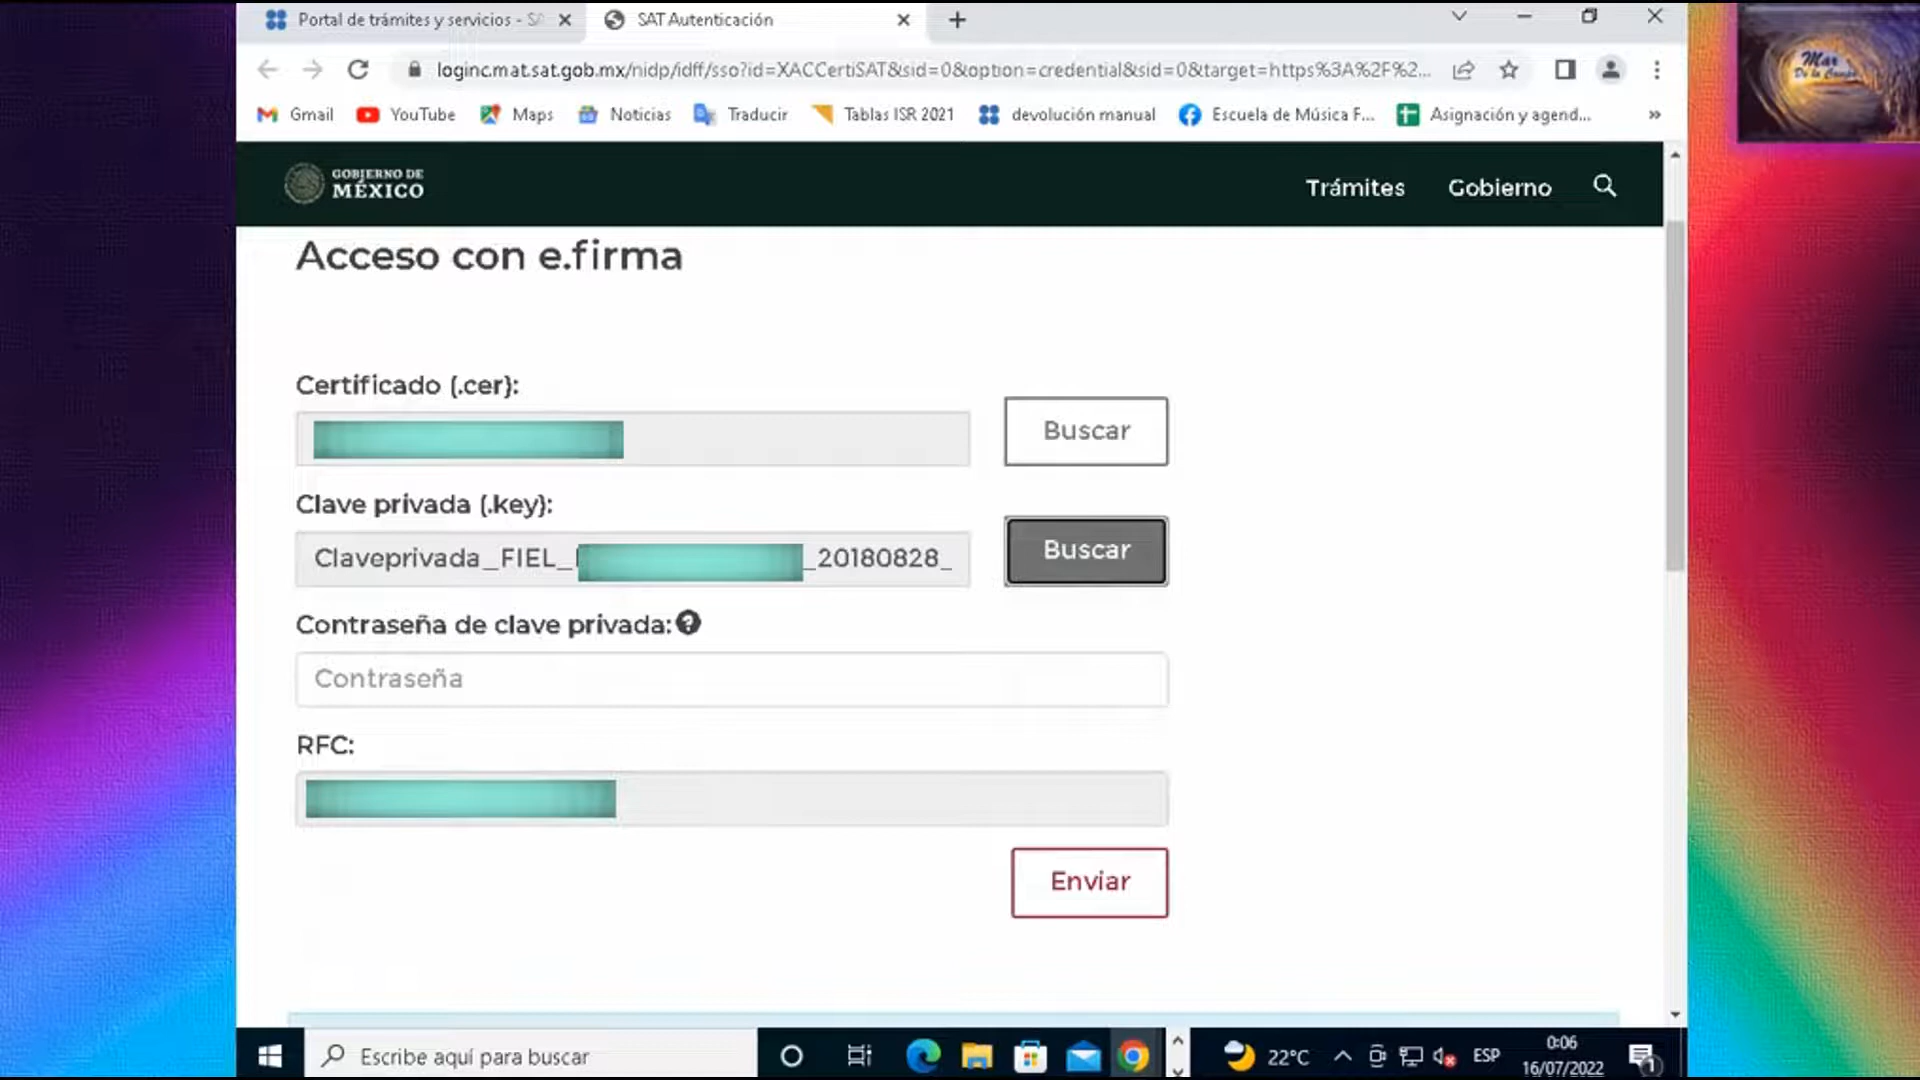 Portal de trámites y servicios - SA
SAT Autenticación
loginc.mat.sat.gob.mx/nidp/idff/sso?id=XACCertiSAT&sid=0&option=credential&sid=0&target=https%3A%2F%2...
Gmail
YouTube
Maps
Noticias
Traducir
Tablas ISR 2021
devolución manual
Escuela de Música F...
Asignación y agend...
»
Mar
De la
GOBIERNO DE
MÉXICO
Trámites
Gobierno
Acceso con e.firma
Certificado (.cer):
Buscar
Clave privada (.key):
Claveprivada_FIEL_
_20180828_
Buscar
Contraseña de clave privada:
Contraseña
RFC:
Enviar
Escribe aquí para buscar
22°C
ESP
0:06
16/07/2022
1